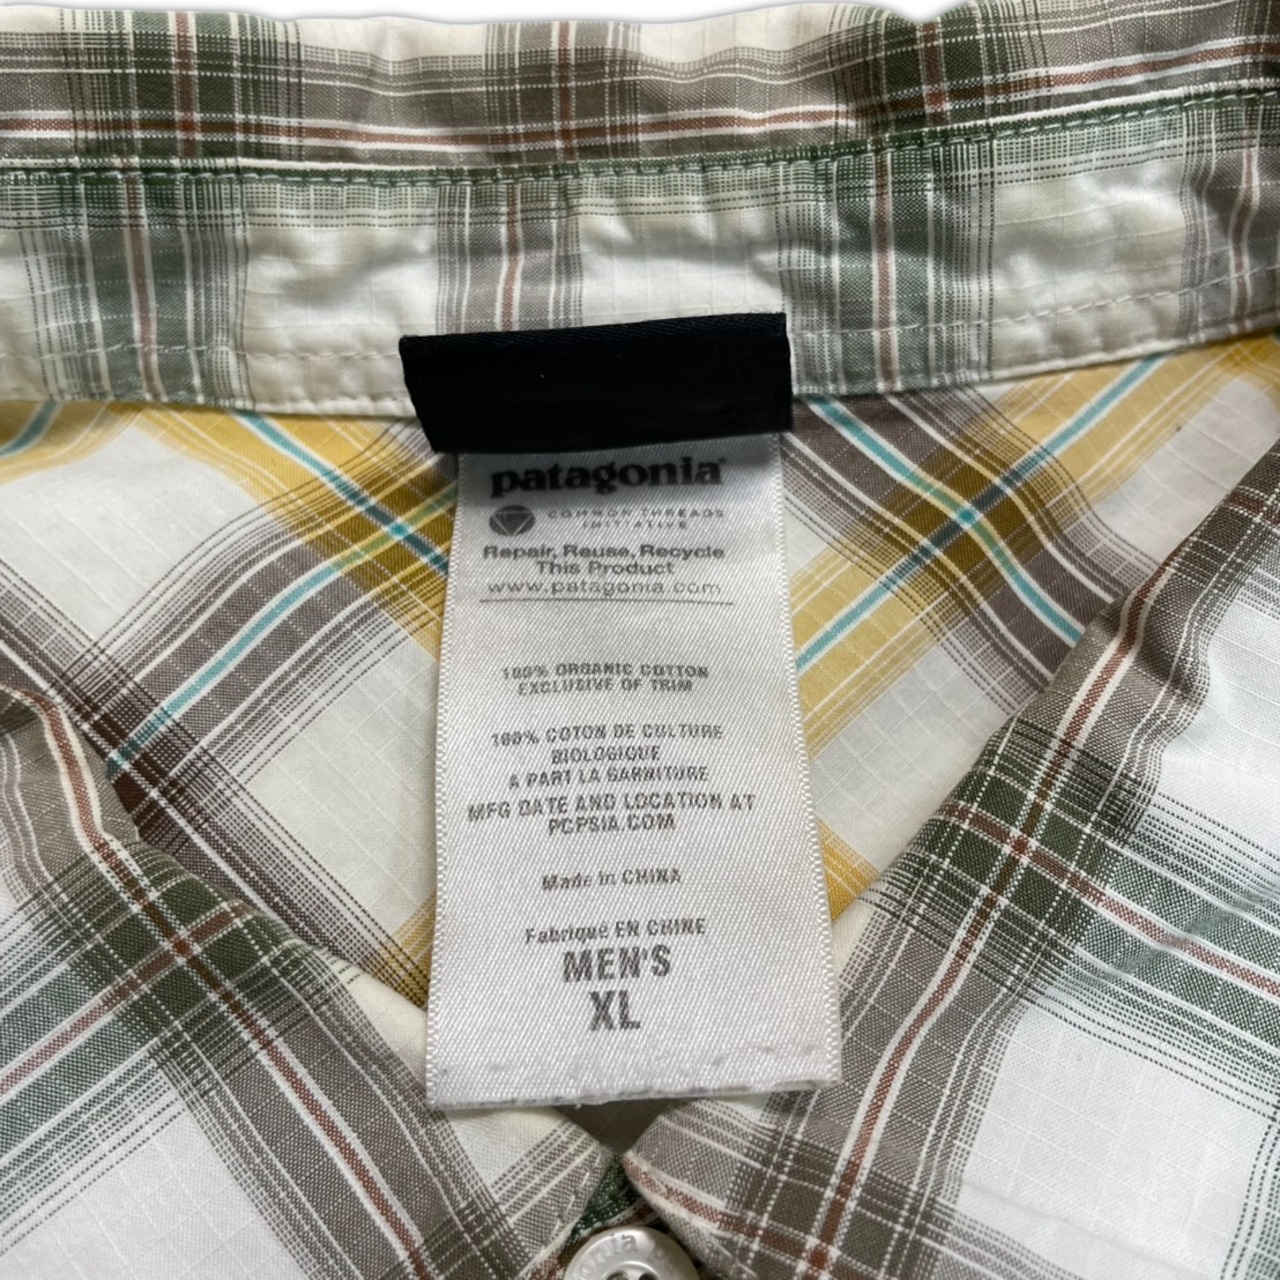 patagonia
COMMON THREADS
INITIATIVE
Repair, Reuse, Recycle
This Product
www.patagonia.com
100% ORGANIC COTTON
EXCLUSIVE OF TRIM
100% COTON DE CULTURE
BIOLOGIQUE
A PART LA GARNITURE
MFG DATE AND LOCATION AT
PCPSIA.COM
Made in CHINA
Fabriqué EN CHINE
MEN'S
XL